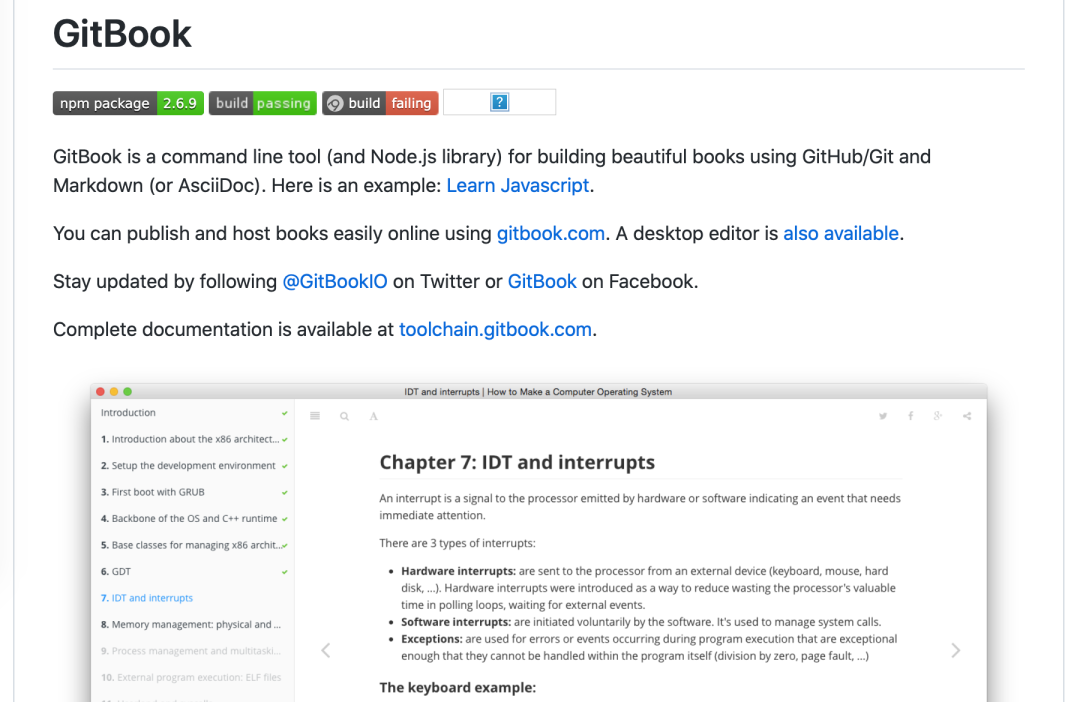 GitBook
npm package 2.6.9 build passing build failing ?
GitBook is a command line tool (and Node.js library) for building beautiful books using GitHub/Git and
Markdown (or AsciiDoc). Here is an example: Learn Javascript.
You can publish and host books easily online using gitbook.com. A desktop editor is also available.
Stay updated by following @GitBookIO on Twitter or GitBook on Facebook.
Complete documentation is available at toolchain.gitbook.com.
IDT and interrupts | How to Make a Computer Operating System
Introduction
1. Introduction about the x86 architect...
2. Setup the development environment
3. First boot with GRUB
4. Backbone of the OS and C++ runtime
5. Base classes for managing x86 archit...
6. GDT
7. IDT and interrupts
8. Memory management: physical and ...
9. Process management and multitaski...
10. External program execution: ELF files
A
Chapter 7: IDT and interrupts
An interrupt is a signal to the processor emitted by hardware or software indicating an event that needs
immediate attention.
There are 3 types of interrupts:
• Hardware interrupts: are sent to the processor from an external device (keyboard, mouse, hard
disk, ...). Hardware interrupts were introduced as a way to reduce wasting the processor's valuable
time in polling loops, waiting for external events.
• Software interrupts: are initiated voluntarily by the software. It's used to manage system calls.
• Exceptions: are used for errors or events occurring during program execution that are exceptional
enough that they cannot be handled within the program itself (division by zero, page fault, ...)
The keyboard example: